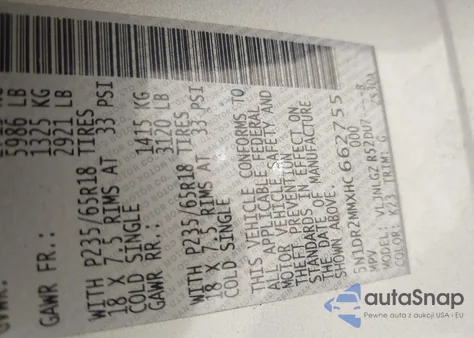 GVWR:
5986 LB
GAWR FR.: 1325 KG
2921 LB
WITH P235/65R18 TIRES
18 X 7.5 RIMS AT 33 PSI
COLD SINGLE
GAWR RR.: 1415 KG
3120 LB
WITH P235/65R18 TIRES
18 X 7.5 RIMS AT 33 PSI
COLD SINGLE
THIS VEHICLE CONFORMS TO
ALL APPLICABLE FEDERAL
MOTOR VEHICLE SAFETY AND
THEFT PREVENTION
STANDARDS IN EFFECT ON
THE DATE OF MANUFACTURE
SHOWN ABOVE.
5N1DR2MMXHC662755
MPV
MODEL: R52DU7
COLOR: K23 TRIM: G
autaSnap
Pewne auta z aukcji USA i EU